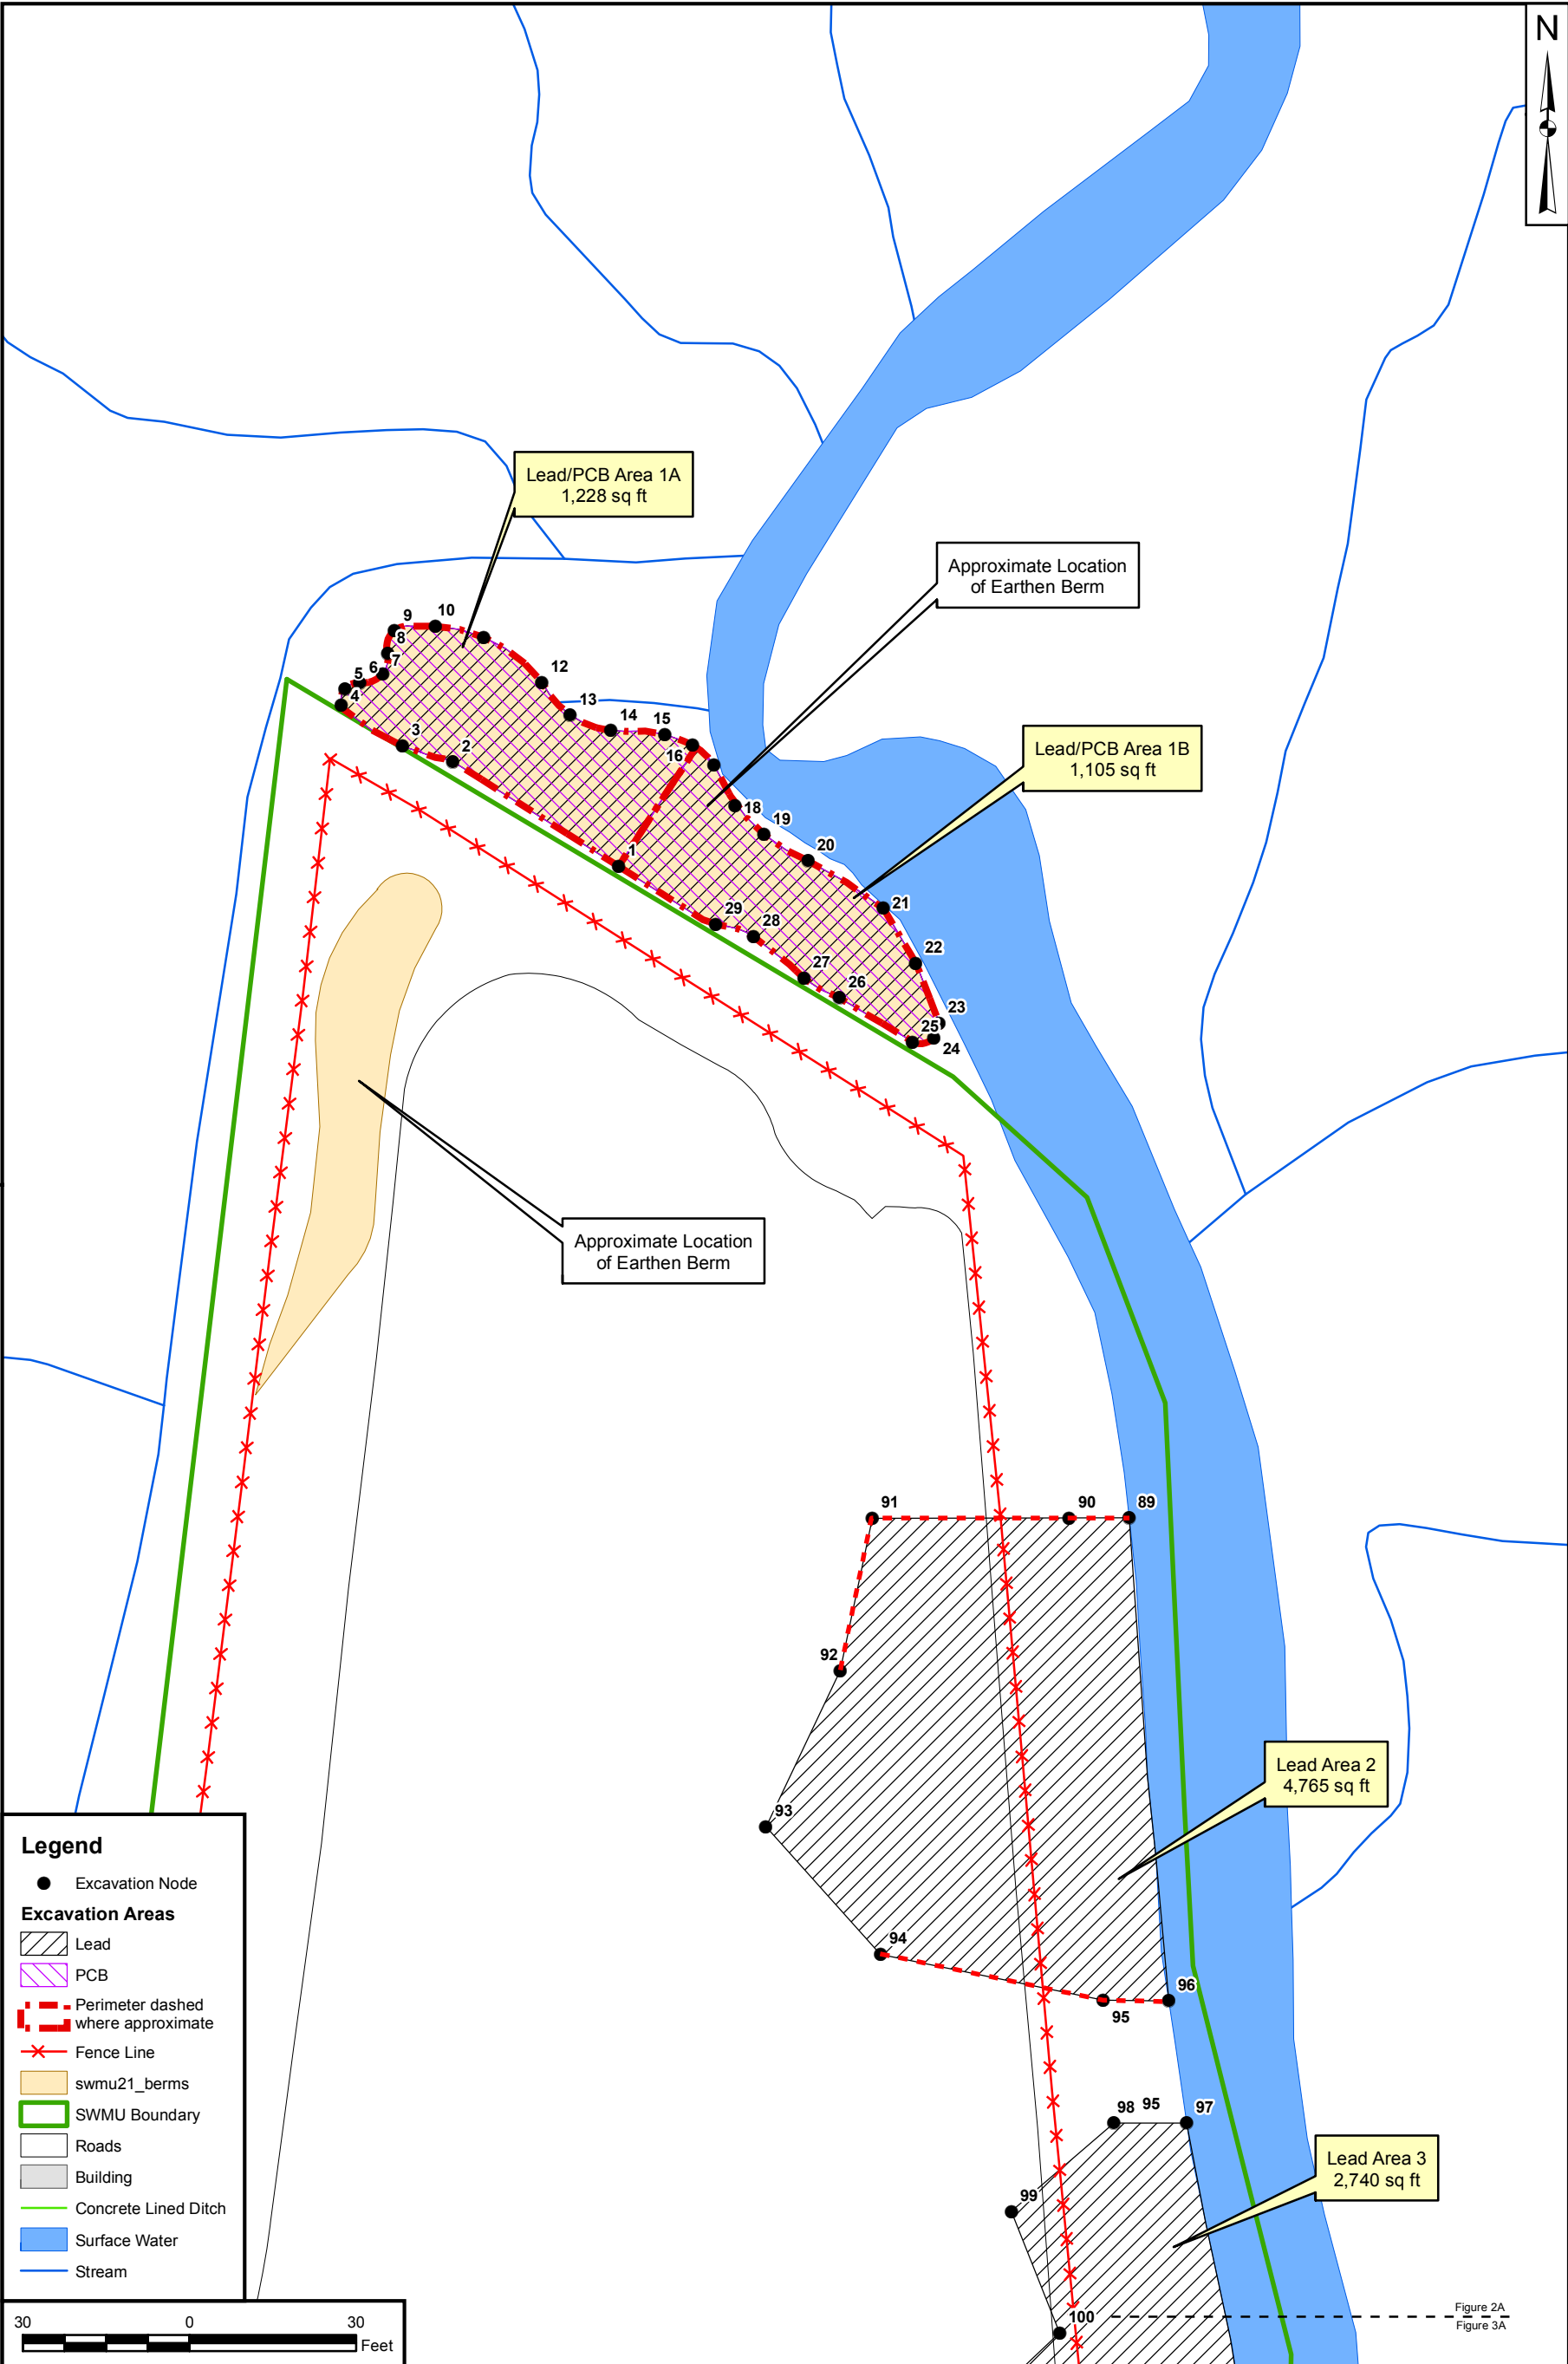 N
Lead/PCB Area 1A
1,228 sq ft
Approximate Location
of Earthen Berm
9
10
8
7
6
5
4
3
2
12
13
14
15
16
18
19
20
1
Lead/PCB Area 1B
1,105 sq ft
21
22
29
28
27
26
23
25
24
Approximate Location
of Earthen Berm
91
90
89
92
93
Lead Area 2
4,765 sq ft
94
95
96
98
95
97
99
Lead Area 3
2,740 sq ft
100
Figure 2A
Figure 3A
Legend
Excavation Node
Excavation Areas
Lead
PCB
Perimeter dashed
where approximate
Fence Line
swmu21_berms
SWMU Boundary
Roads
Building
Concrete Lined Ditch
Surface Water
Stream
30 0 30
Feet